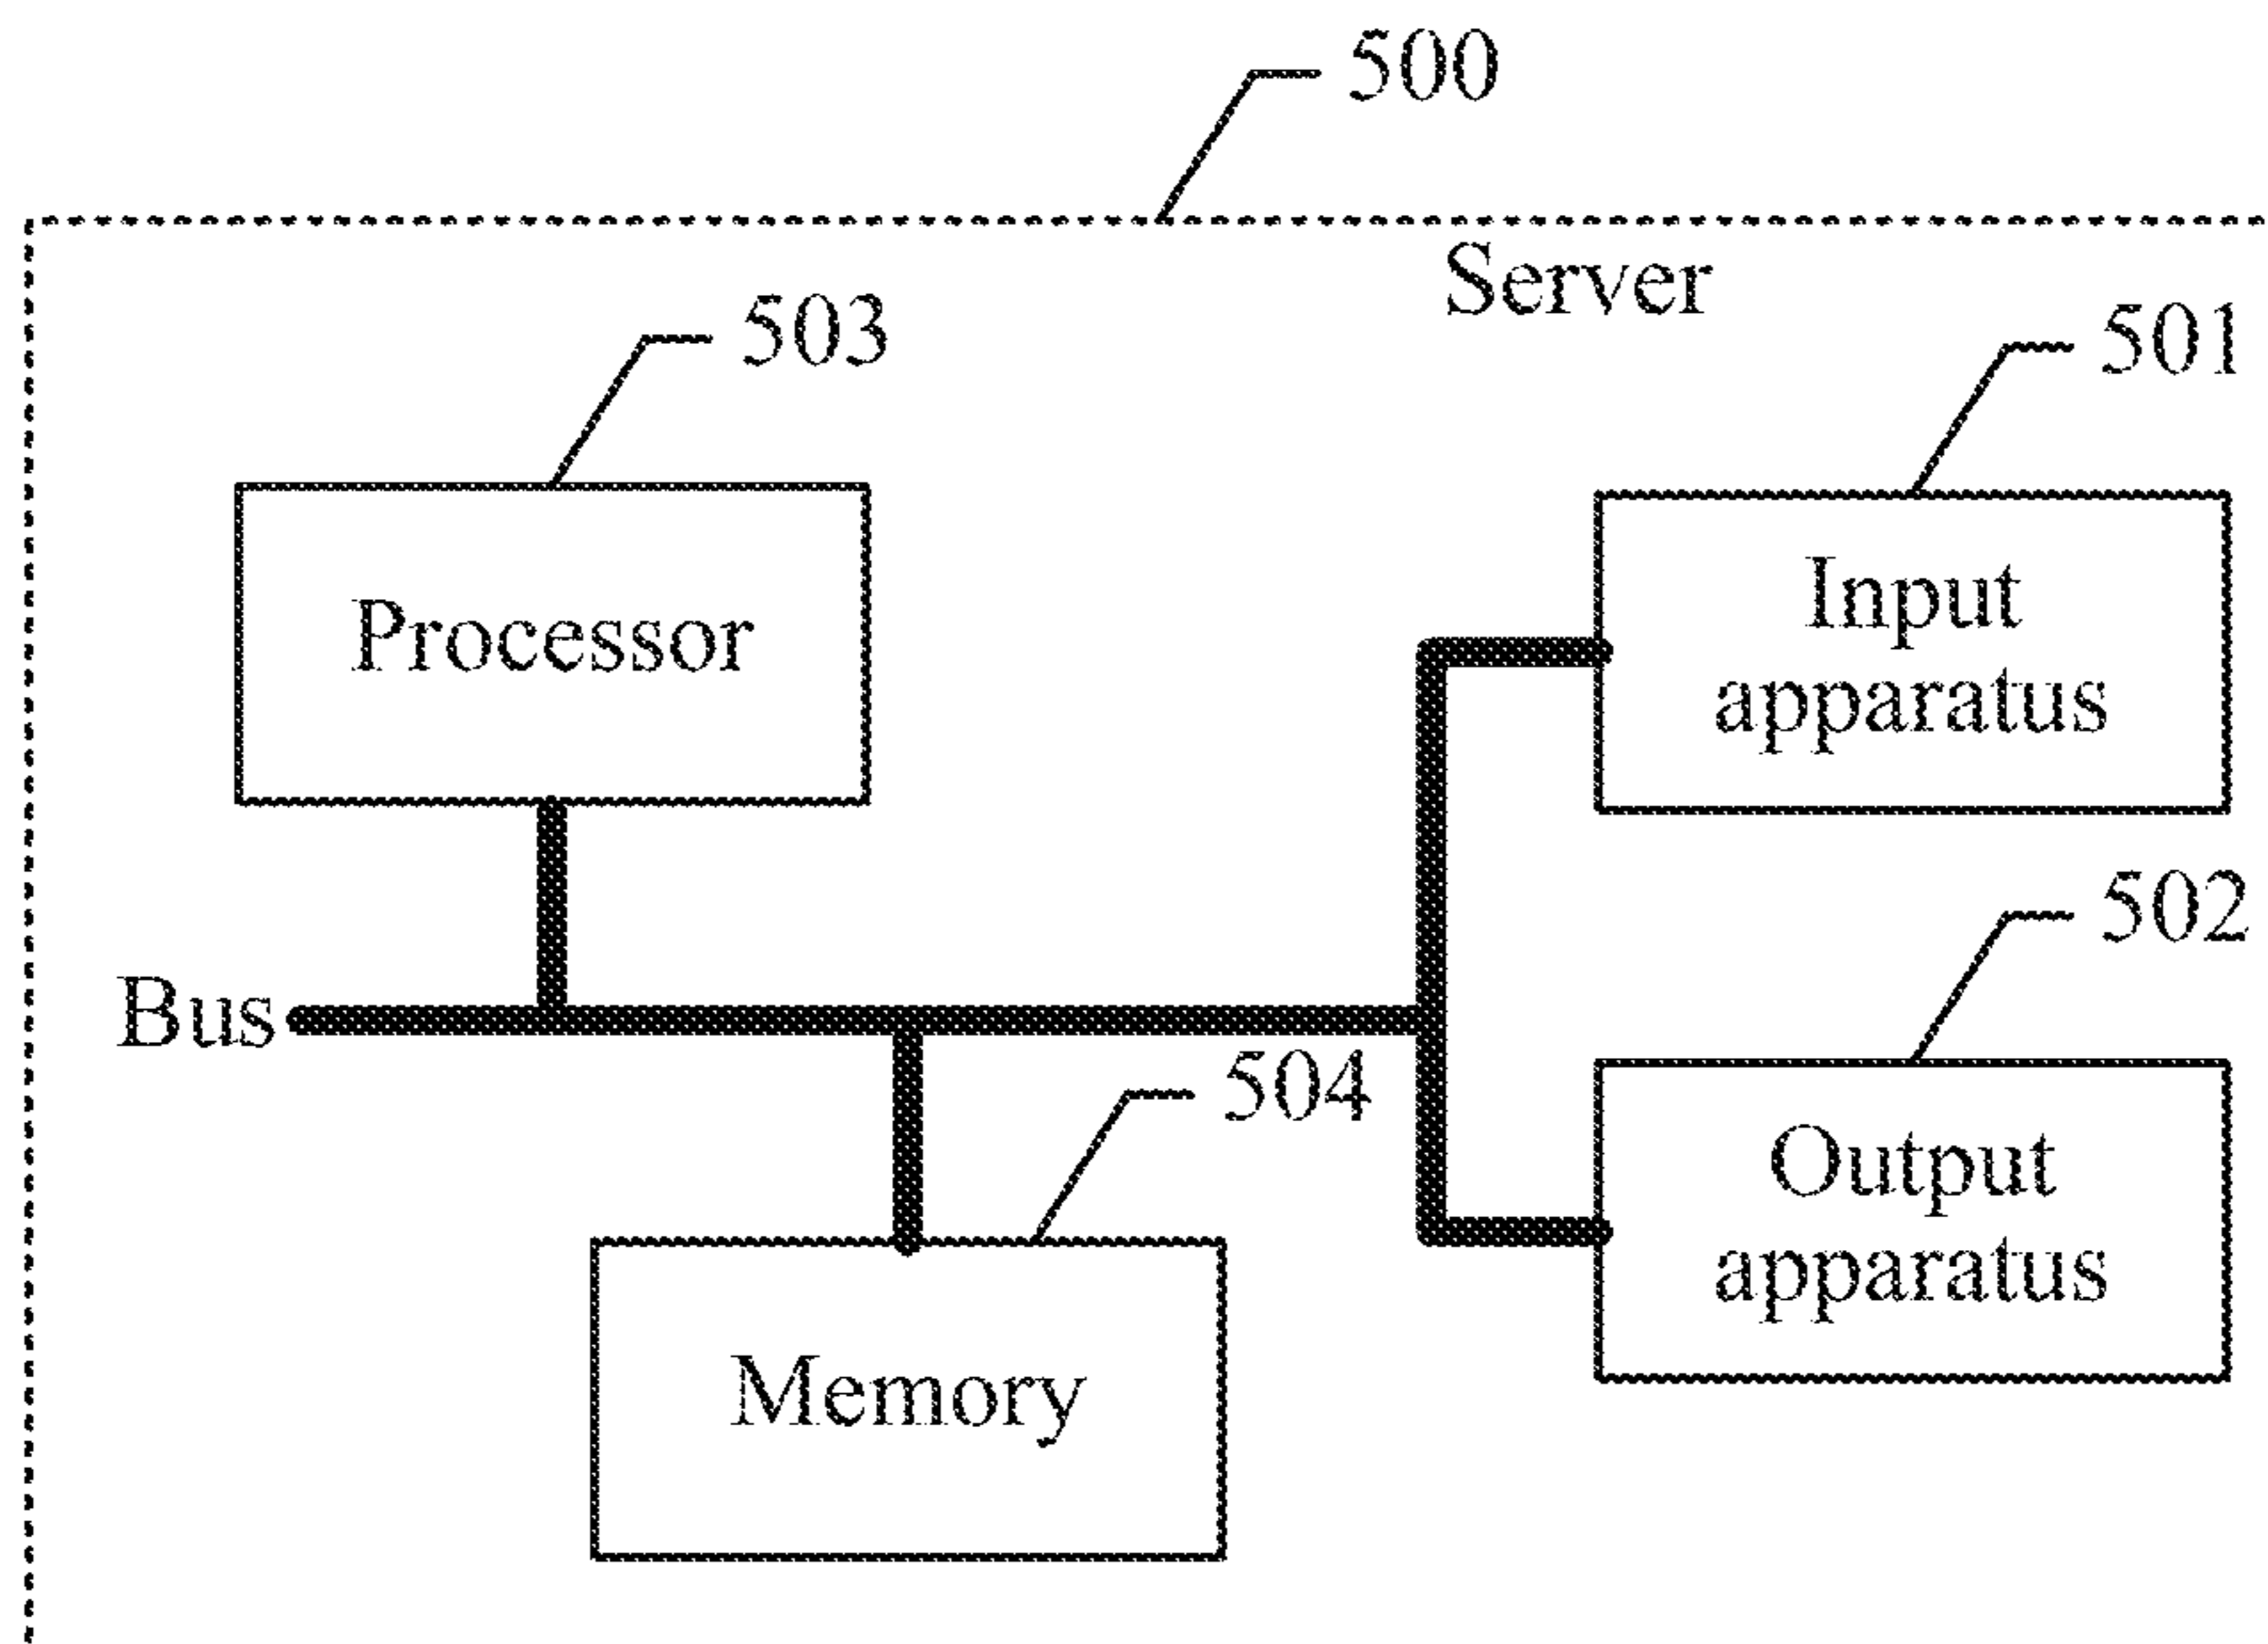 500
Server
503
501
Processor
Input
apparatus
502
Bus
504
Output
apparatus
Memory